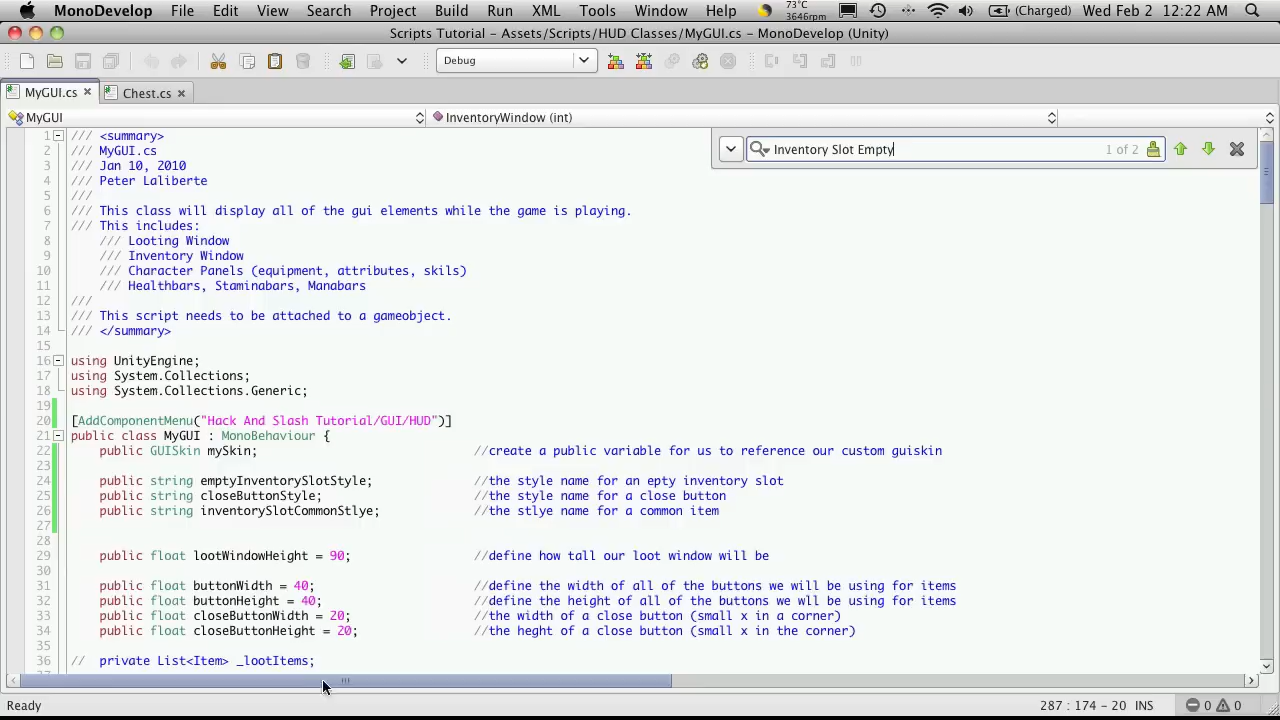 MonoDevelop File Edit View Search Project Build Run XML Tools Window Help 73°C 3646rpm (Charged) Wed Feb 2 12:22 AM
Scripts Tutorial - Assets/Scripts/HUD Classes/MyGUI.cs - MonoDevelop (Unity)
Debug
MyGUI.cs Chest.cs
MyGUI InventoryWindow (int)
Inventory Slot Empty 1 of 2
1 /// <summary>
2 /// MyGUI.cs
3 /// Jan 10, 2010
4 /// Peter Laliberte
5 ///
6 /// This class will display all of the gui elements while the game is playing.
7 /// This includes:
8 /// Looting Window
9 /// Inventory Window
10 /// Character Panels (equipment, attributes, skils)
11 /// Healthbars, Staminabars, Manabars
12 ///
13 /// This script needs to be attached to a gameobject.
14 /// </summary>
15
16 using UnityEngine;
17 using System.Collections;
18 using System.Collections.Generic;
19
20 [AddComponentMenu("Hack And Slash Tutorial/GUI/HUD")]
21 public class MyGUI : MonoBehaviour {
22 public GUISkin mySkin; //create a public variable for us to reference our custom guiskin
23
24 public string emptyInventorySlotStyle; //the style name for an epty inventory slot
25 public string closeButtonStyle; //the style name for a close button
26 public string inventorySlotCommonStlye; //the stlye name for a common item
27
28
29 public float lootWindowHeight = 90; //define how tall our loot window will be
30
31 public float buttonWidth = 40; //define the width of all of the buttons we will be using for items
32 public float buttonHeight = 40; //define the height of all of the buttons we wll be using for items
33 public float closeButtonWidth = 20; //the width of a close button (small x in a corner)
34 public float closeButtonHeight = 20; //the heght of a close button (small x in the corner)
35
36 // private List<Item> _lootItems;
Ready 287 : 174 - 20 INS 0 0